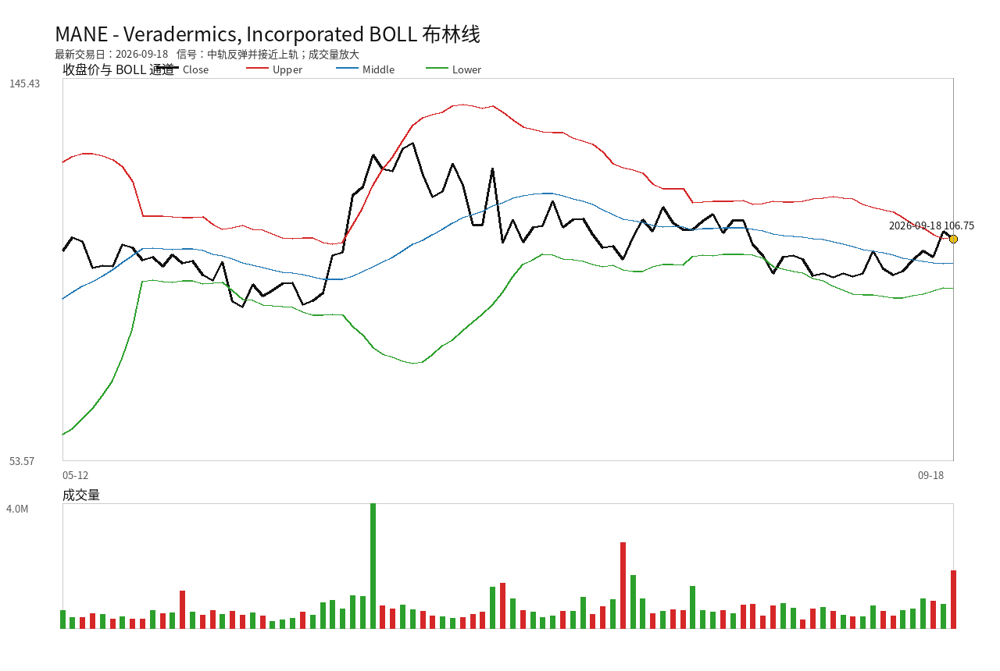 MANE - Veradermics, Incorporated BOLL 布林线
最新交易日：2026-09-18 信号：中轨反弹并接近上轨；成交量放大
收盘价与 BOLL 通道 Close Upper Middle Lower
145.43
2026-09-18 106.75
53.57
05-12 09-18
成交量
4.0M